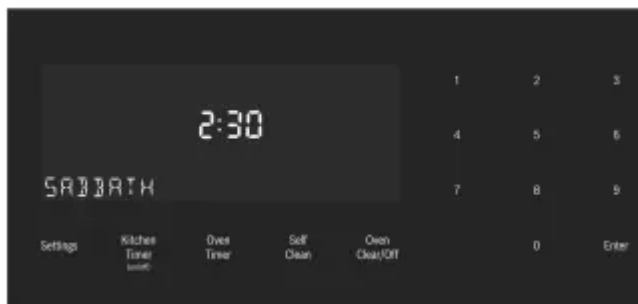 1 2 3
2:30
4 5 6
SABBATH
7 8 9
Settings
Kitchen Timer
Oven Timer
Self Clean
Oven Clear/Off
0
Enter